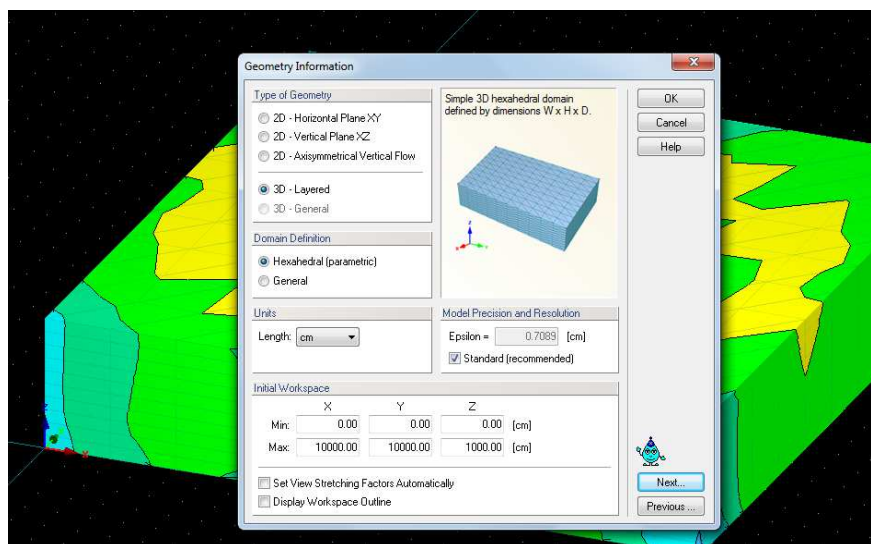 Geometry Information
Type of Geometry
2D - Horizontal Plane XY
2D - Vertical Plane XZ
2D - Axisymmetrical Vertical Flow
3D - Layered
3D - General
Simple 3D hexahedral domain
defined by dimensions W x H x D.
z
OK
Cancel
Help
Domain Definition
Hexahedral (parametric)
General
Units
Length: cm
Model Precision and Resolution
Epsilon = 0.7089 [cm]
Standard (recommended)
Initial Workspace
X Y Z
Min: 0.00 0.00 0.00 [cm]
Max: 10000.00 10000.00 1000.00 [cm]
Set View Stretching Factors Automatically
Display Workspace Outline
Next...
Previous ...